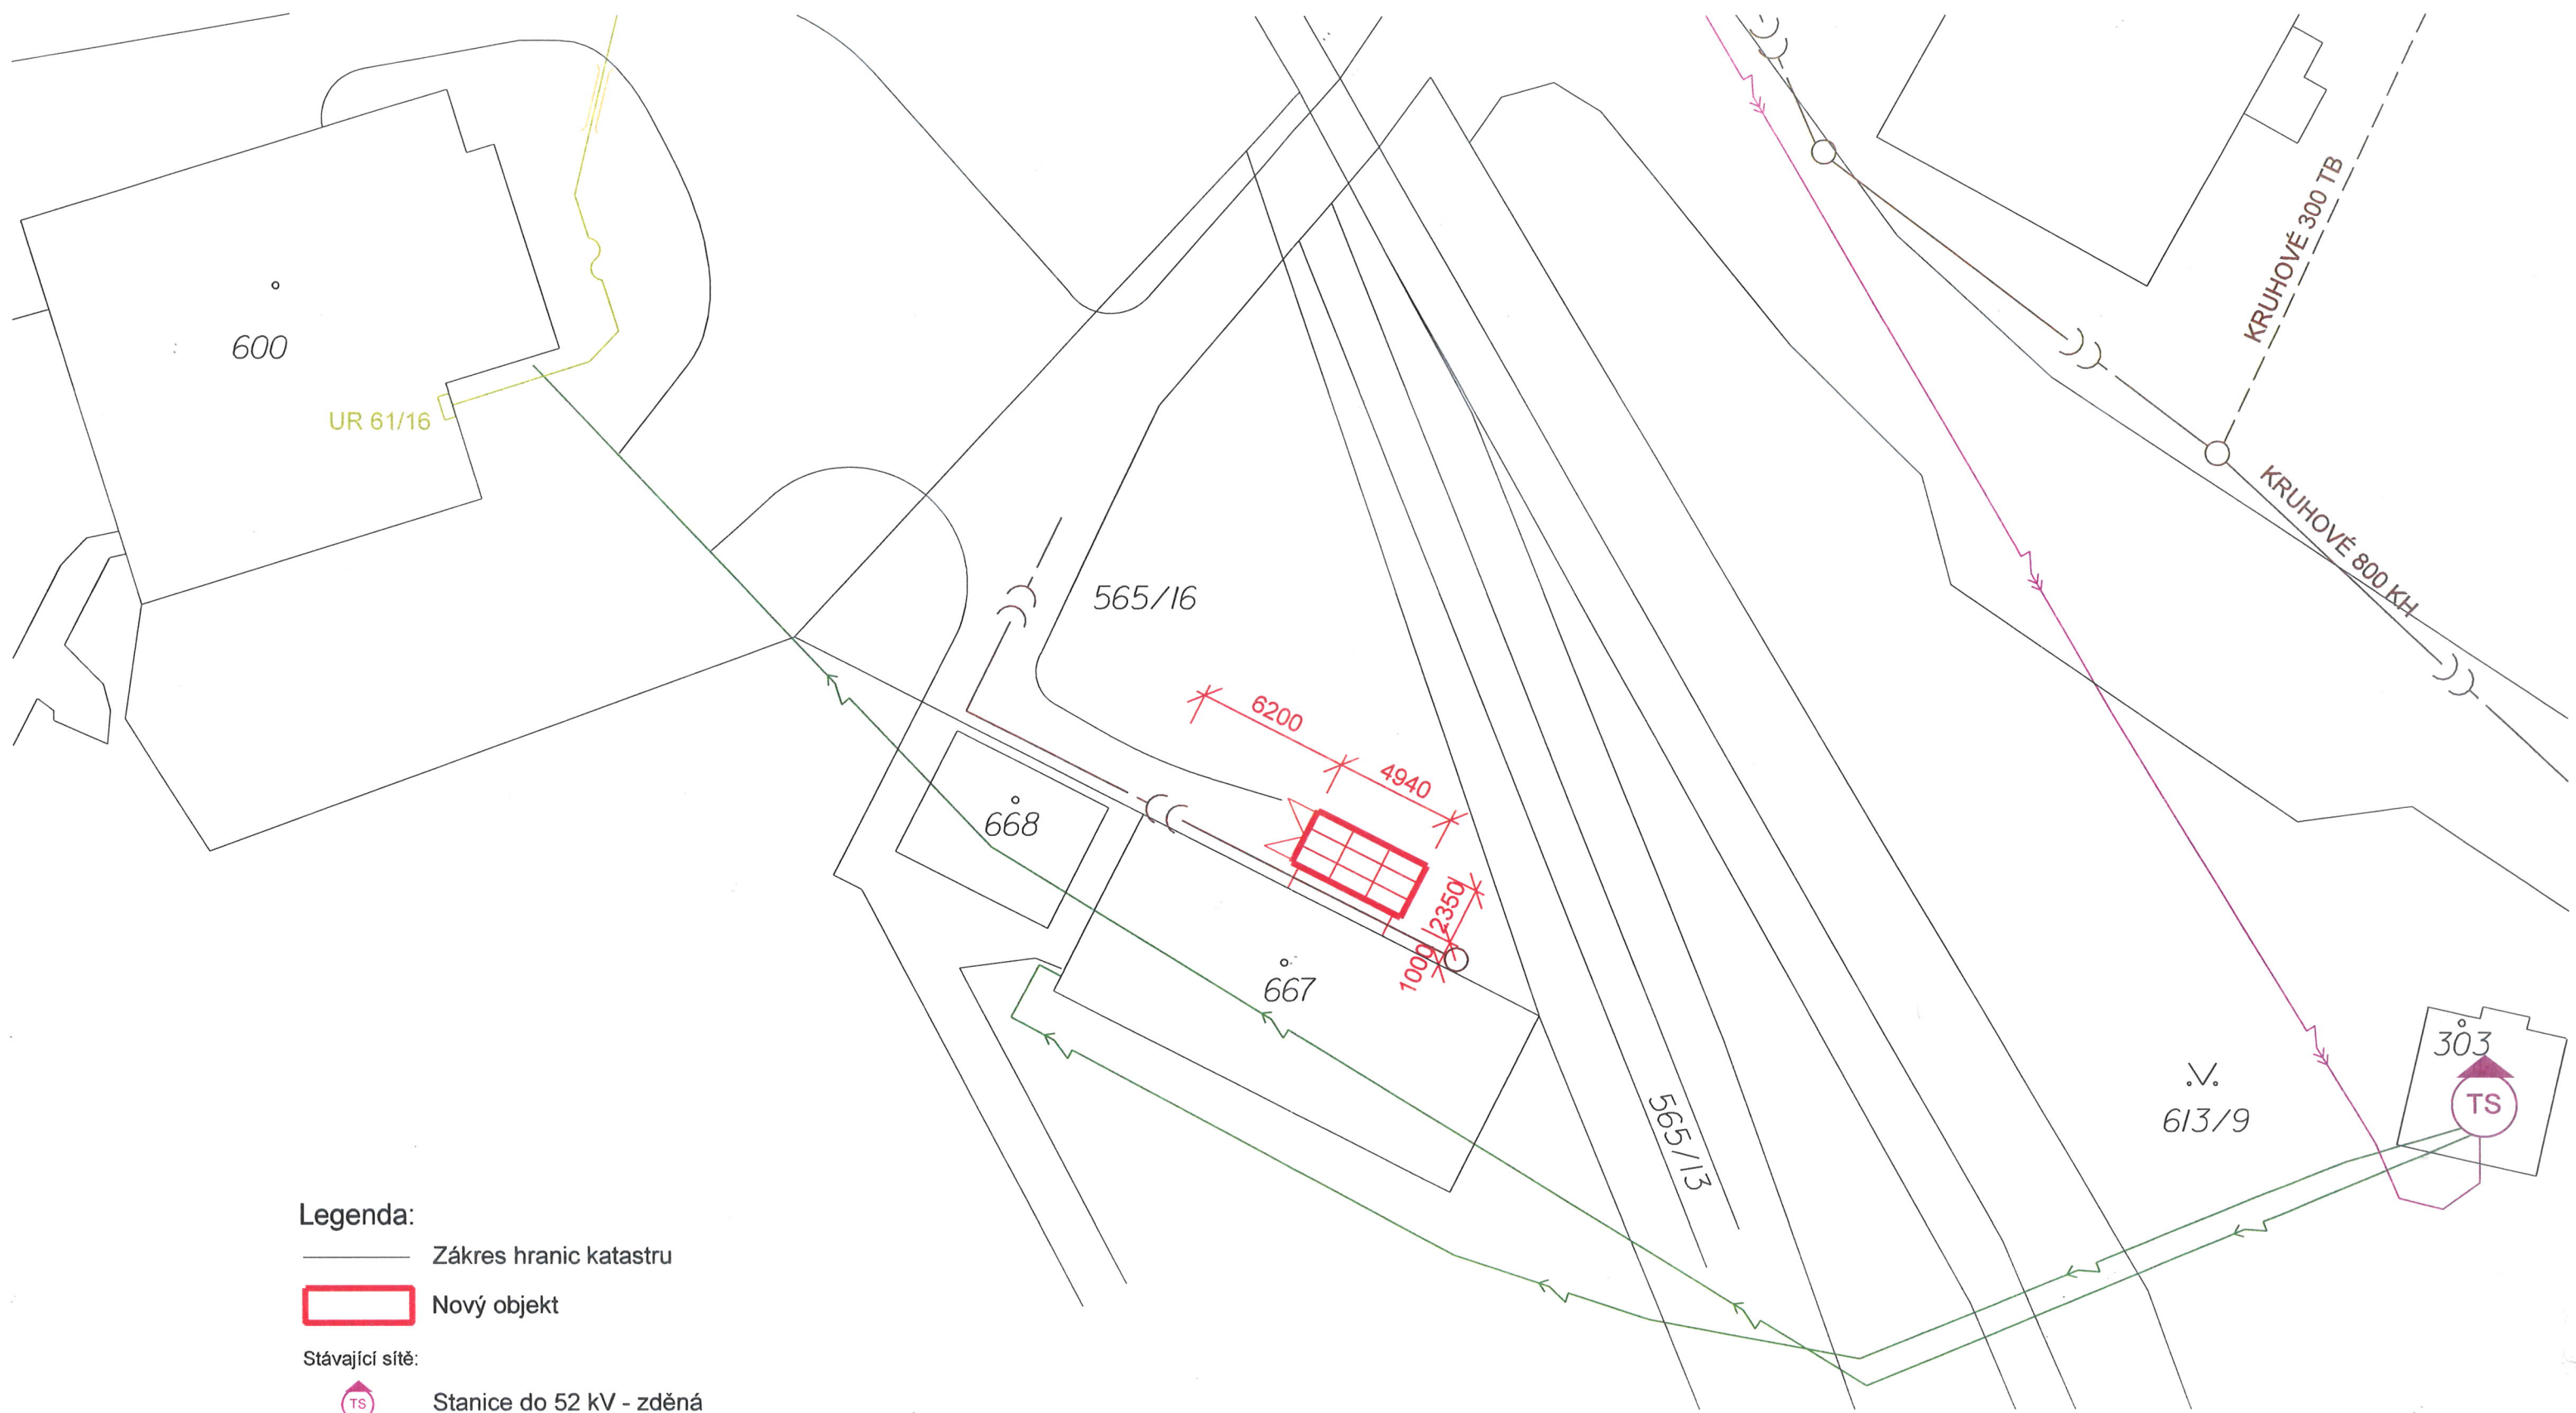 KRUHOVÉ 300 TB
600
UR 61/16
KRUHOVÉ 800 KH
565/16
6200
4940
668
2350
1000
667
303
TS
613/9
565/13
Legenda:
Zákres hranic katastru
Nový objekt
Stávající sítě:
TS Stanice do 52 kV - zděná